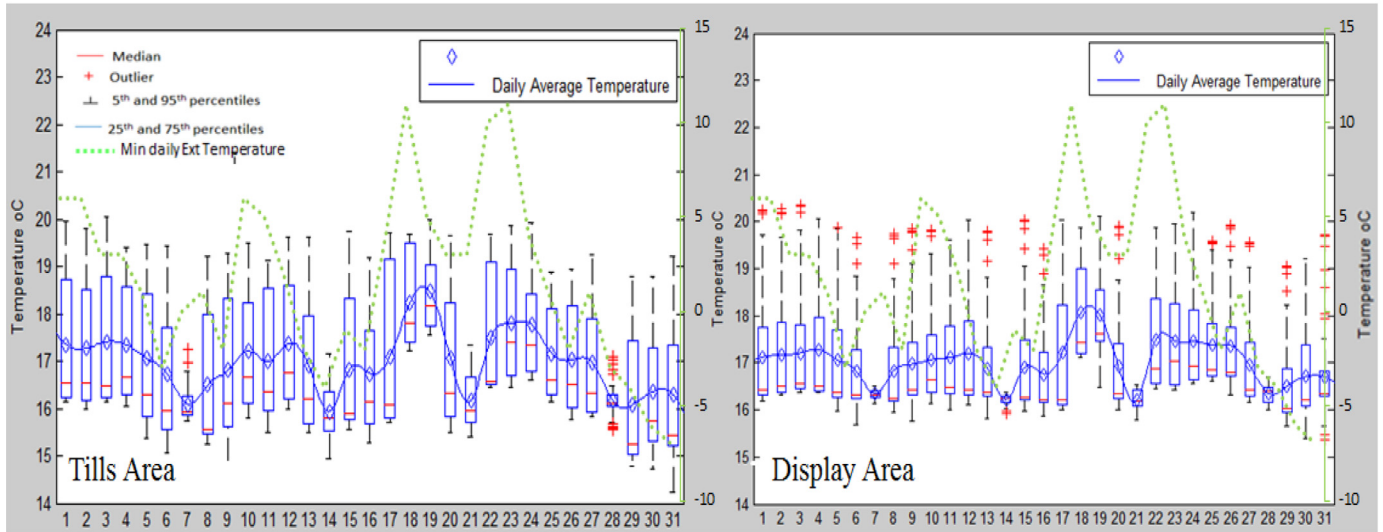 24
23
22
21
20
19
18
17
16
15
14
Temperature oC
Median
Outlier
5th and 95th percentiles
25th and 75th percentiles
Min daily Ext Temperature
Daily Average Temperature
15
10
5
0
-5
-10
Tills Area
1 2 3 4 5 6 7 8 9 10 11 12 13 14 15 16 17 18 19 20 21 22 23 24 25 26 27 28 29 30 31
24
23
22
21
20
19
18
17
16
15
14
Temperature oC
Daily Average Temperature
15
10
5
0
-5
-10
Temperature oC
Display Area
1 2 3 4 5 6 7 8 9 10 11 12 13 14 15 16 17 18 19 20 21 22 23 24 25 26 27 28 29 30 31